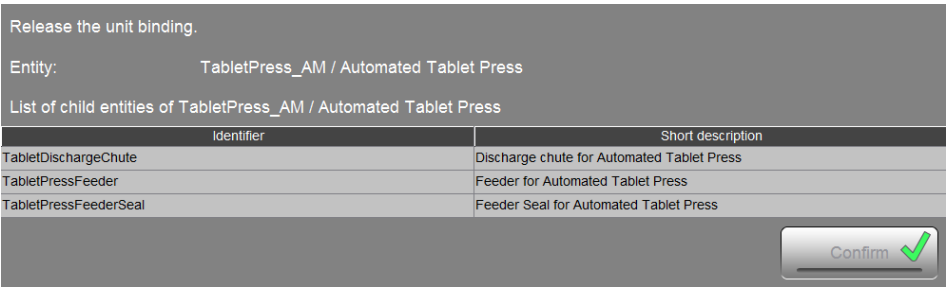 Release the unit binding.
Entity: TabletPress_AM / Automated Tablet Press
List of child entities of TabletPress_AM / Automated Tablet Press
Identifier Short description
TabletDischargeChute Discharge chute for Automated Tablet Press
TabletPressFeeder Feeder for Automated Tablet Press
TabletPressFeederSeal Feeder Seal for Automated Tablet Press
Confirm